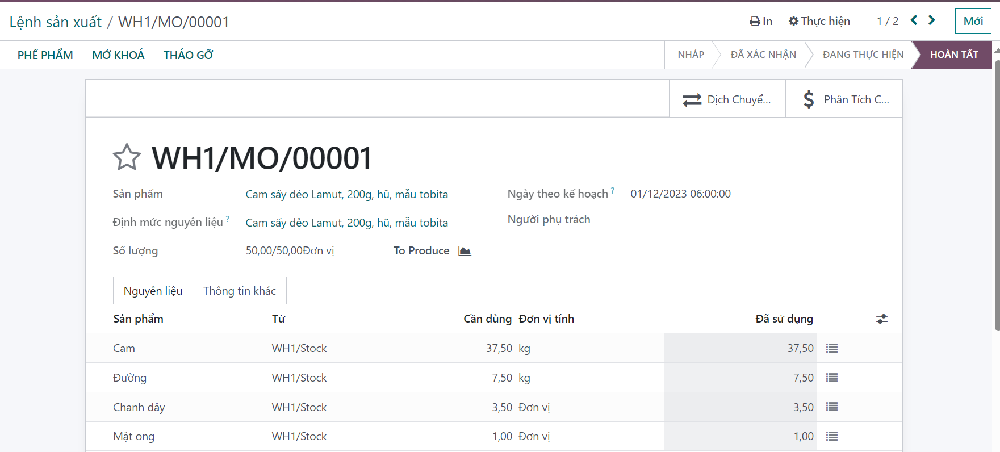 Lệnh sản xuất / WH1/MO/00001
In Thực hiện 1 / 2 Mới
PHẾ PHẨM MỞ KHOÁ THÁO GỠ NHÁP ĐÃ XÁC NHẬN ĐANG THỰC HIỆN HOÀN TẤT
Dịch Chuyể... Phân Tích C...
WH1/MO/00001
Sản phẩm Cam sấy dẻo Lamut, 200g, hũ, mẫu tobita Ngày theo kế hoạch ? 01/12/2023 06:00:00
Định mức nguyên liệu ? Cam sấy dẻo Lamut, 200g, hũ, mẫu tobita Người phụ trách
Số lượng 50,00/50,00Đơn vị To Produce
Nguyên liệu Thông tin khác
Sản phẩm Từ Cần dùng Đơn vị tính Đã sử dụng
Cam WH1/Stock 37,50 kg 37,50
Đường WH1/Stock 7,50 kg 7,50
Chanh dây WH1/Stock 3,50 Đơn vị 3,50
Mật ong WH1/Stock 1,00 Đơn vị 1,00